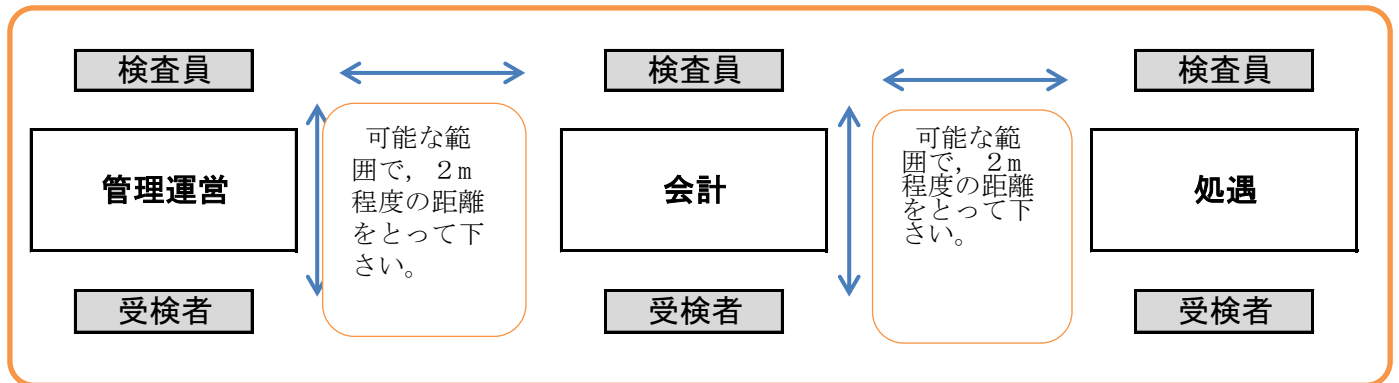 検査員
検査員
検査員
管理運営
可能な範
囲で，２ｍ
程度の距離
をとって下
さい。
会計
可能な範
囲で，２ｍ
程度の距離
をとって下
さい。
処遇
受検者
受検者
受検者